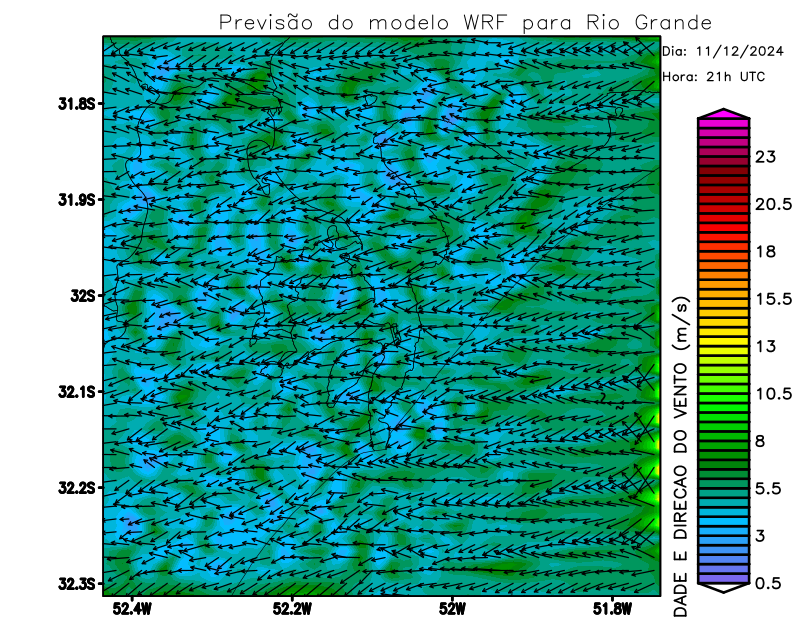 Previsão do modelo WRF para Rio Grande
Dia: 11/12/2024
Hora: 21h UTC
31.8S
31.9S
32S
32.1S
32.2S
32.3S
52.4W
52.2W
52W
51.8W
DADE E DIRECAO DO VENTO (m/s)
23
20.5
18
15.5
13
10.5
8
5.5
3
0.5